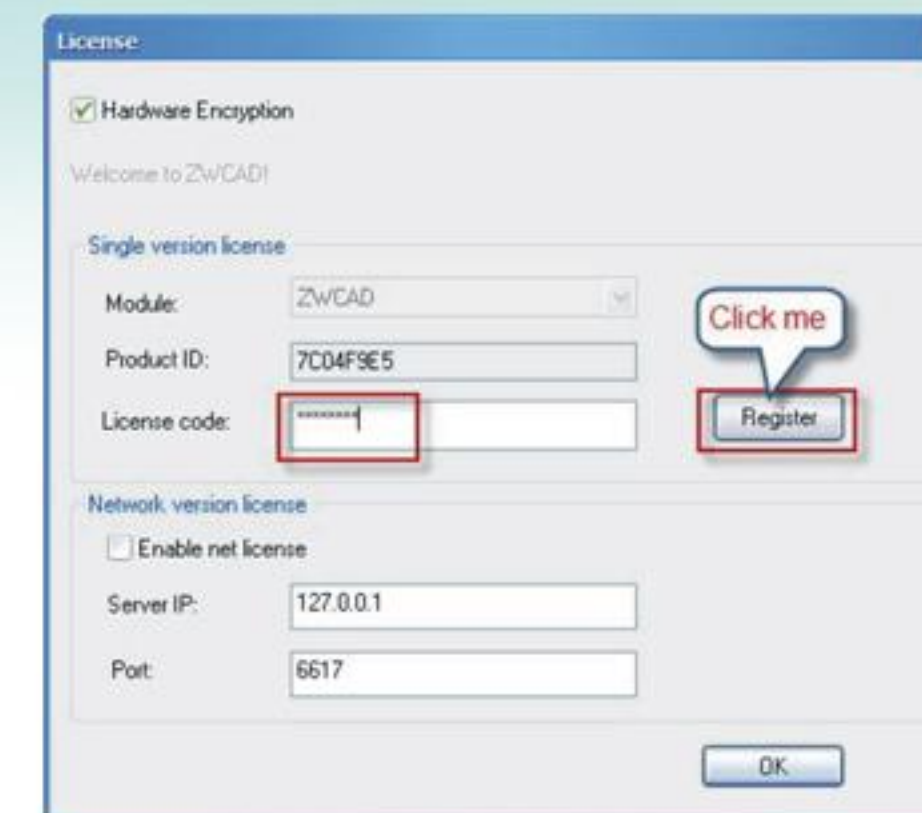 License
Hardware Encryption
Welcome to ZWCAD!
Single version license
Module: ZWCAD
Click me
Product ID: 7C04F9E5
License code: ********
Register
Network version license
Enable net license
Server IP: 127.0.0.1
Port: 6617
OK